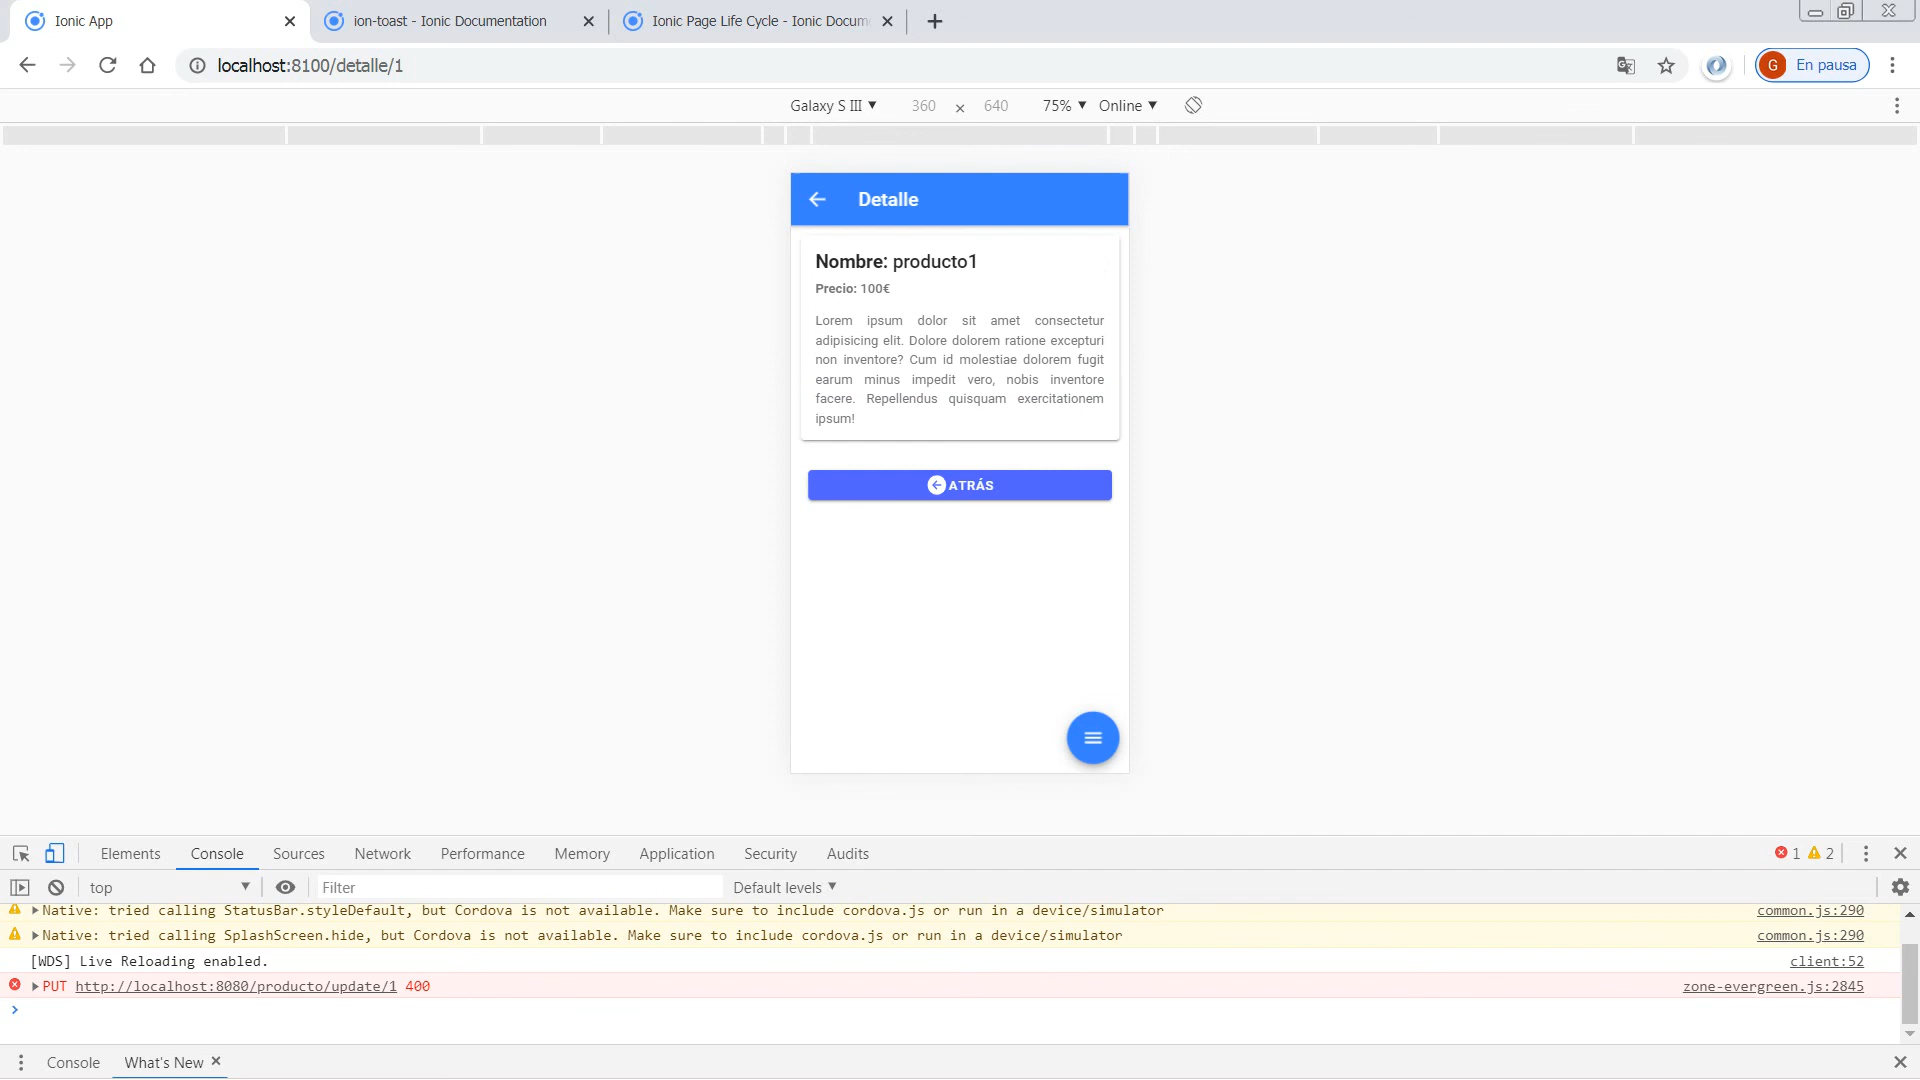 Ionic App
ion-toast - Ionic Documentation
Ionic Page Life Cycle - Ionic Docum
localhost:8100/detalle/1
G En pausa
Galaxy S III ▼ 360 x 640 75% ▼ Online ▼
Detalle
Nombre: producto1
Precio: 100€
Lorem ipsum dolor sit amet consectetur
adipisicing elit. Dolore dolorem ratione excepturi
non inventore? Cum id molestiae dolorem fugit
earum minus impedit vero, nobis inventore
facere. Repellendus quisquam exercitationem
ipsum!
ATRÁS
Elements Console Sources Network Performance Memory Application Security Audits 1 2
top ▼ Filter Default levels ▼
Native: tried calling StatusBar.styleDefault, but Cordova is not available. Make sure to include cordova.js or run in a device/simulator common.js:290
Native: tried calling SplashScreen.hide, but Cordova is not available. Make sure to include cordova.js or run in a device/simulator common.js:290
[WDS] Live Reloading enabled. client:52
PUT http://localhost:8080/producto/update/1 400 zone-evergreen.js:2845
Console What's New